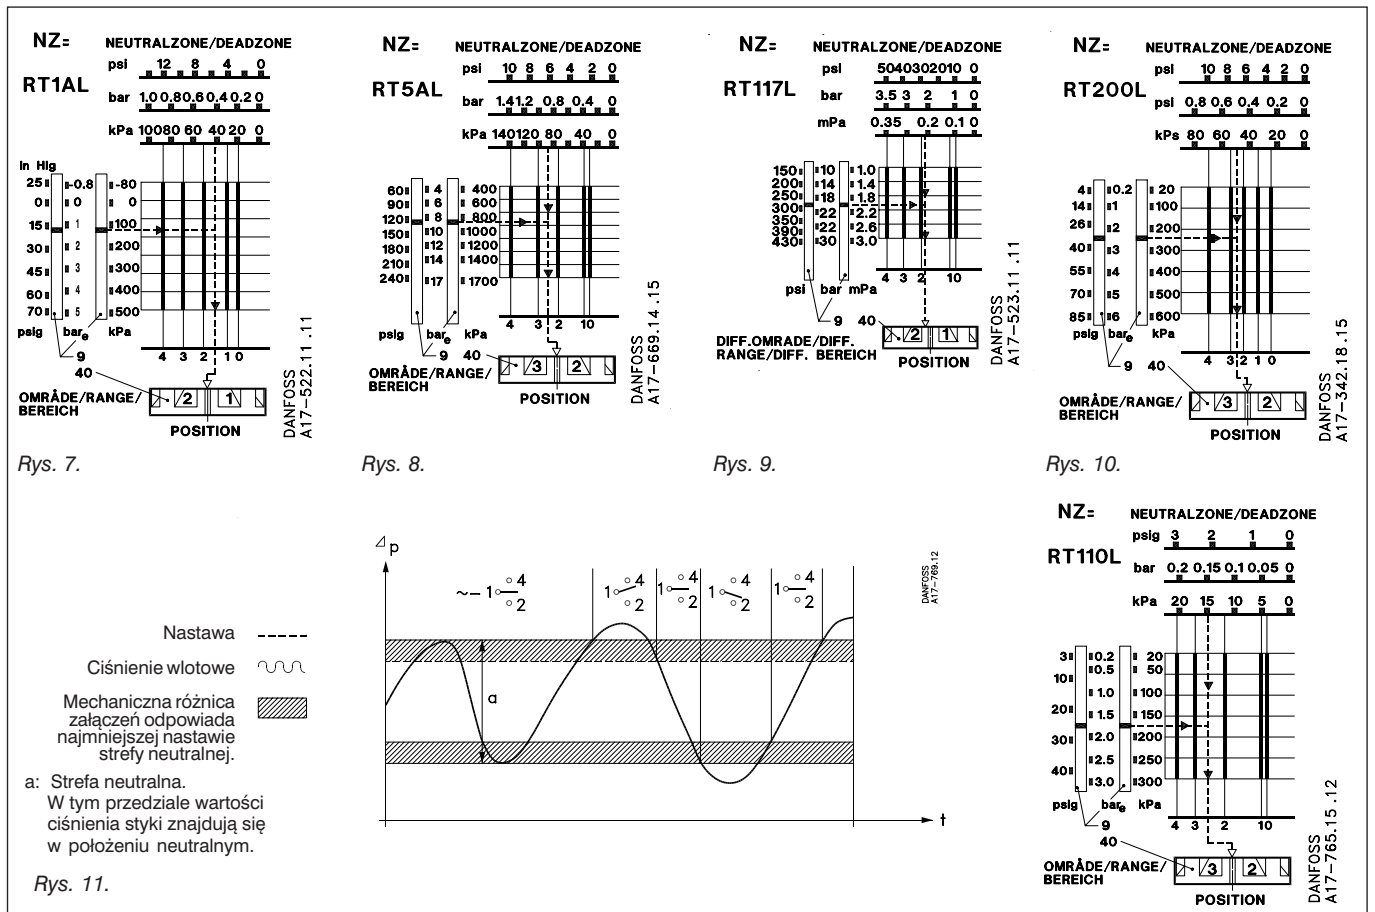 NZ= NEUTRALZONE/DEADZONE
RT1AL
psi 12 8 4 0
bar 1.0 0.8 0.6 0.4 0.2 0
kPa 100 80 60 40 20 0
In Hig
25 -0.8 -80
0 0 0
15 1 100
30 2 200
45 3 300
60 4 400
70 5 500
psig bare kPa
9
4 3 2 1 0
40
OMRÅDE/RANGE/
BEREICH
2 1
POSITION
DANFOSS
A17-522.11.11
Rys. 7.
NZ= NEUTRALZONE/DEADZONE
RT5AL
psi 10 8 6 4 2 0
bar 1.4 1.2 0.8 0.4 0
kPa 140 120 80 40 0
60 4 400
90 6 600
120 8 800
150 10 1000
180 12 1200
210 14 1400
240 17 1700
4 3 2 1 0
psig bare kPa
9 40
OMRÅDE/RANGE/
BEREICH
3 2
POSITION
DANFOSS
A17-669.14.15
Rys. 8.
NZ= NEUTRALZONE/DEADZONE
RT117L
psi 50 40 30 20 10 0
bar 3.5 3 2 1 0
mPa 0.35 0.2 0.1 0
150 10 1.0
200 14 1.4
250 18 1.8
300 22 2.2
350 22 2.6
390 30 3.0
430
4 3 2 1 0
psi bar mPa
9 40
DIFF.OMRADE/DIFF.
RANGE/DIFF. BEREICH
2 1
POSITION
DANFOSS
A17-523.11.11
Rys. 9.
NZ= NEUTRALZONE/DEADZONE
RT200L
psi 10 8 6 4 2 0
psi 0.8 0.6 0.4 0.2 0
kPs 80 60 40 20 0
4 0.2 20
14 1 100
26 2 200
40 3 300
55 4 400
70 5 500
85 6 600
psig bare kPa
4 3 2 1 0
9 40
OMRÅDE/RANGE/
BEREICH
3 2
POSITION
DANFOSS
A17-342.18.15
Rys. 10.
Nastawa
Ciśnienie wlotowe
Mechaniczna różnica
załączeń odpowiada
najmniejszej nastawie
strefy neutralnej.
a: Strefa neutralna.
W tym przedziale wartości
ciśnienia styki znajdują się
w położeniu neutralnym.
Rys. 11.
⊿ p
~– 1 4 2
1 4 2
1 4 2
1 4 2
1 4 2
a
t
DANFOSS
A17-769.12
NZ= NEUTRALZONE/DEADZONE
RT110L
psig 3 2 1 0
bar 0.2 0.15 0.1 0.05 0
kPa 20 15 10 5 0
3 0.2 20
0.5 50
10 1.0 100
20 1.5 150
30 2.0 200
2.5 250
40 3.0 300
psig bare kPa
4 3 2 1 0
9
40
OMRÅDE/RANGE/
BEREICH
3 2
POSITION
DANFOSS
A17-765.15.12